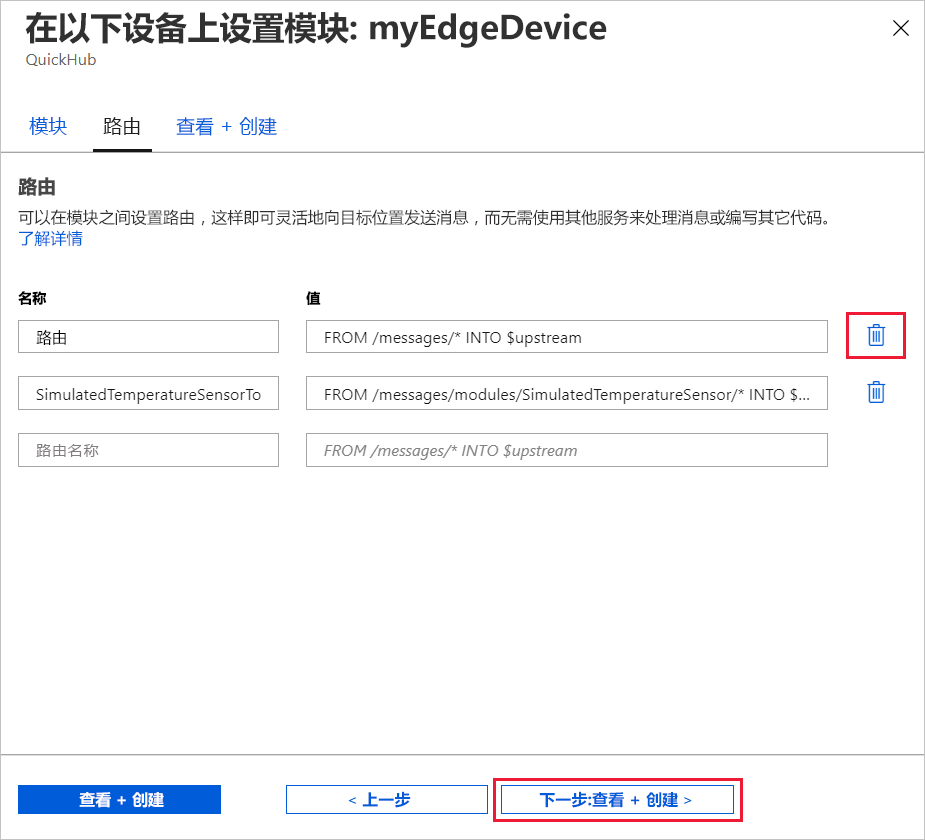 在以下设备上设置模块: myEdgeDevice
QuickHub
模块 路由 查看 + 创建
路由
可以在模块之间设置路由，这样即可灵活地向目标位置发送消息，而无需使用其他服务来处理消息或编写其它代码。
了解详情
名称 值
路由 FROM /messages/* INTO $upstream
SimulatedTemperatureSensorTo FROM /messages/modules/SimulatedTemperatureSensor/* INTO $...
路由名称 FROM /messages/* INTO $upstream
查看 + 创建 < 上一步 下一步:查看 + 创建 >